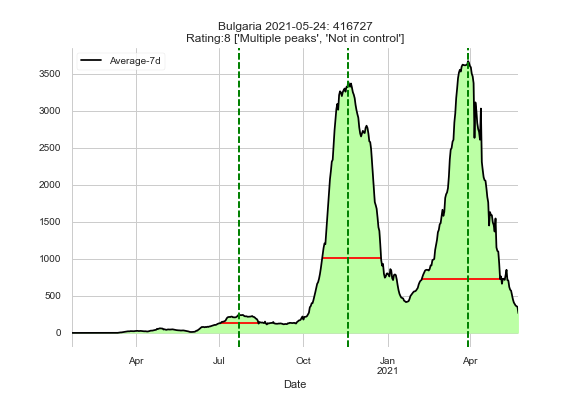 Bulgaria 2021-05-24: 416727
Rating:8 ['Multiple peaks', 'Not in control']
Average-7d
3500
3000
2500
2000
1500
1000
500
0
Apr
Jul
Oct
Jan
2021
Apr
Date